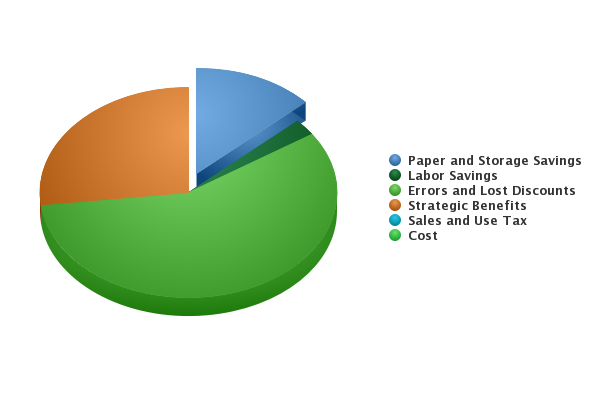 Paper and Storage Savings
Labor Savings
Errors and Lost Discounts
Strategic Benefits
Sales and Use Tax
Cost